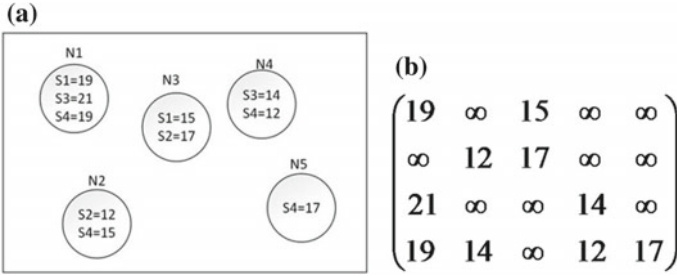 (a)
N1
S1=19
S3=21
S4=19
N3
S1=15
S2=17
N4
S3=14
S4=12
N2
S2=12
S4=15
N5
S4=17
(b)
19 ∞ 15 ∞ ∞
∞ 12 17 ∞ ∞
21 ∞ ∞ 14 ∞
19 14 ∞ 12 17